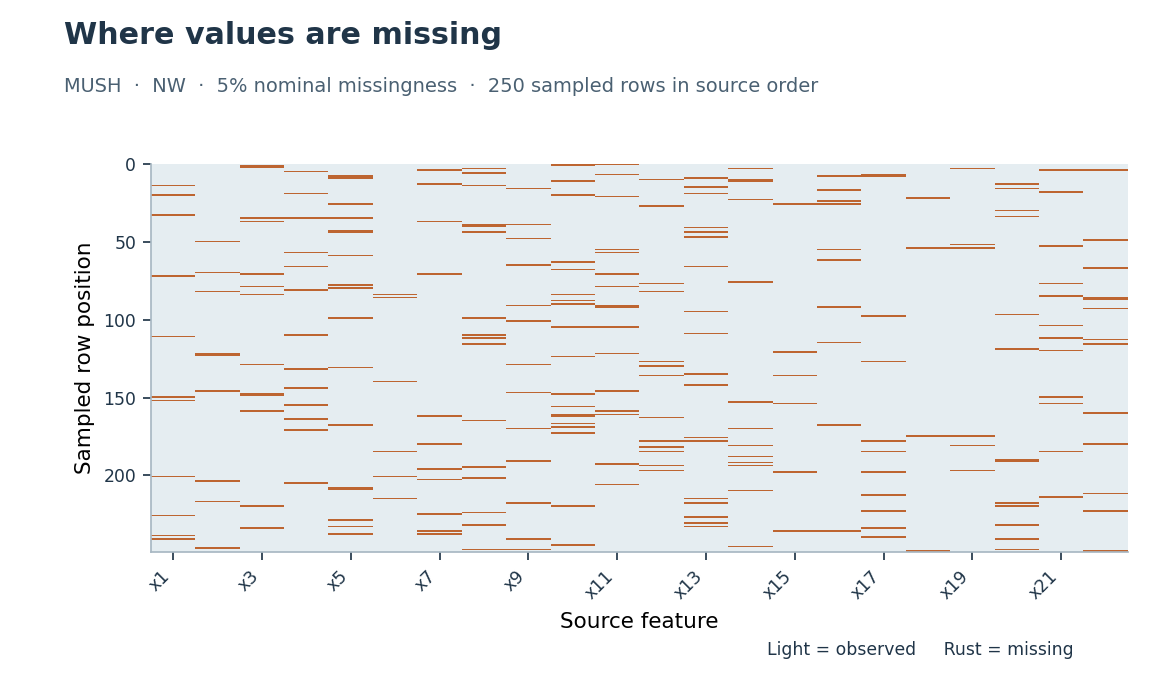 Where values are missing
MUSH · NW · 5% nominal missingness · 250 sampled rows in source order
0
50
100
150
200
Sampled row position
x1 x3 x5 x7 x9 x11 x13 x15 x17 x19 x21
Source feature
Light = observed Rust = missing